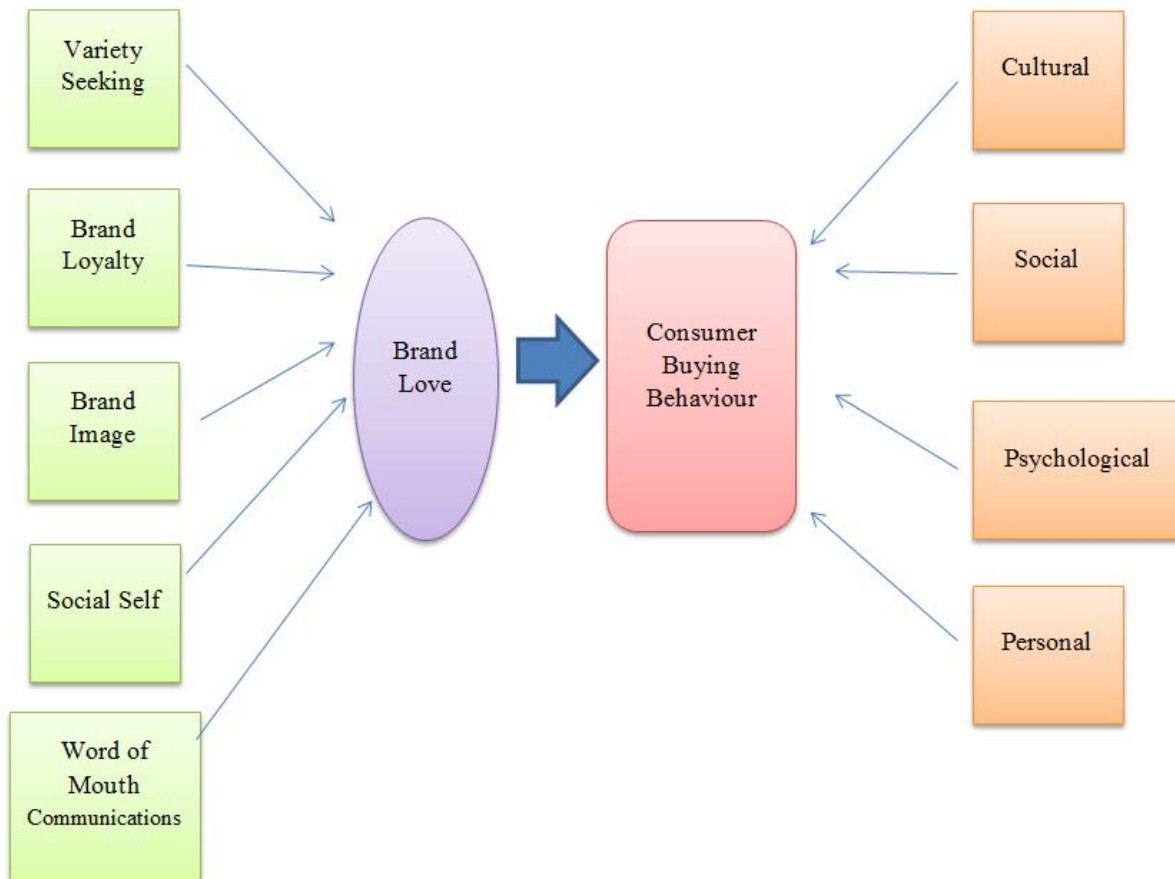 Variety
Seeking
Brand
Loyalty
Brand
Image
Social Self
Word of
Mouth
Communications
Brand
Love
Consumer
Buying
Behaviour
Cultural
Social
Psychological
Personal